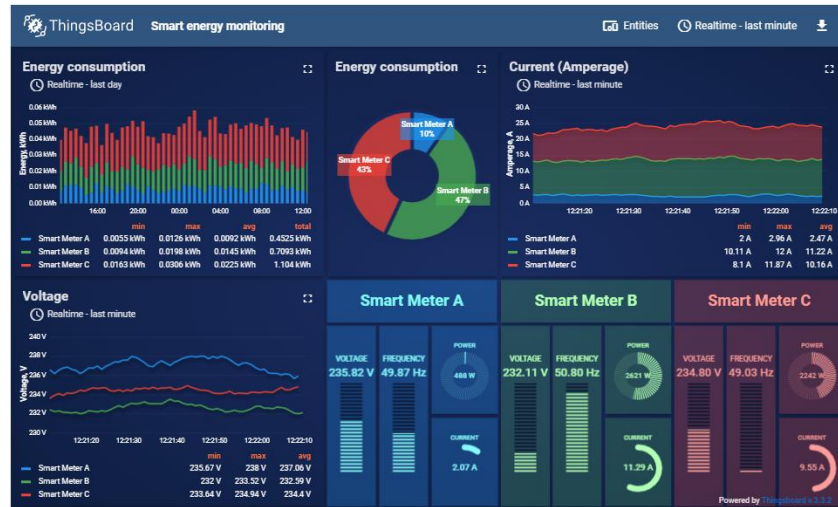 ThingsBoard Smart energy monitoring Entities Realtime - last minute
Energy consumption
Realtime - last day
0.06 kWh
0.05 kWh
0.04 kWh
0.03 kWh
0.02 kWh
0.01 kWh
0.00 kWh
Energy, kWh
16:00 20:00 00:00 04:00 08:00 12:00
min max avg total
Smart Meter A 0.0055 kWh 0.0126 kWh 0.0092 kWh 0.4525 kWh
Smart Meter B 0.0094 kWh 0.0198 kWh 0.0145 kWh 0.7093 kWh
Smart Meter C 0.0163 kWh 0.0306 kWh 0.0225 kWh 1.104 kWh
Energy consumption
Smart Meter A
10%
Smart Meter C
43%
Smart Meter B
47%
Current (Amperage)
Realtime - last minute
30 A
25 A
20 A
15 A
10 A
5 A
0 A
Amperage, A
12:21:20 12:21:30 12:21:40 12:21:50 12:22:00 12:22:10
min max avg
Smart Meter A 2 A 2.96 A 2.47 A
Smart Meter B 10.11 A 12 A 11.22 A
Smart Meter C 8.1 A 11.87 A 10.16 A
Voltage
Realtime - last minute
240 V
238 V
236 V
234 V
232 V
230 V
Voltage, V
12:21:20 12:21:30 12:21:40 12:21:50 12:22:00 12:22:10
min max avg
Smart Meter A 235.67 V 238 V 237.06 V
Smart Meter B 232 V 233.52 V 232.59 V
Smart Meter C 233.64 V 234.94 V 234.4 V
Smart Meter A
VOLTAGE
235.82 V
FREQUENCY
49.87 Hz
POWER
488 W
CURRENT
2.07 A
Smart Meter B
VOLTAGE
232.11 V
FREQUENCY
50.80 Hz
POWER
2621 W
CURRENT
11.29 A
Smart Meter C
VOLTAGE
234.80 V
FREQUENCY
49.03 Hz
POWER
2242 W
CURRENT
9.55 A
Powered by Thingsboard v.3.3.2